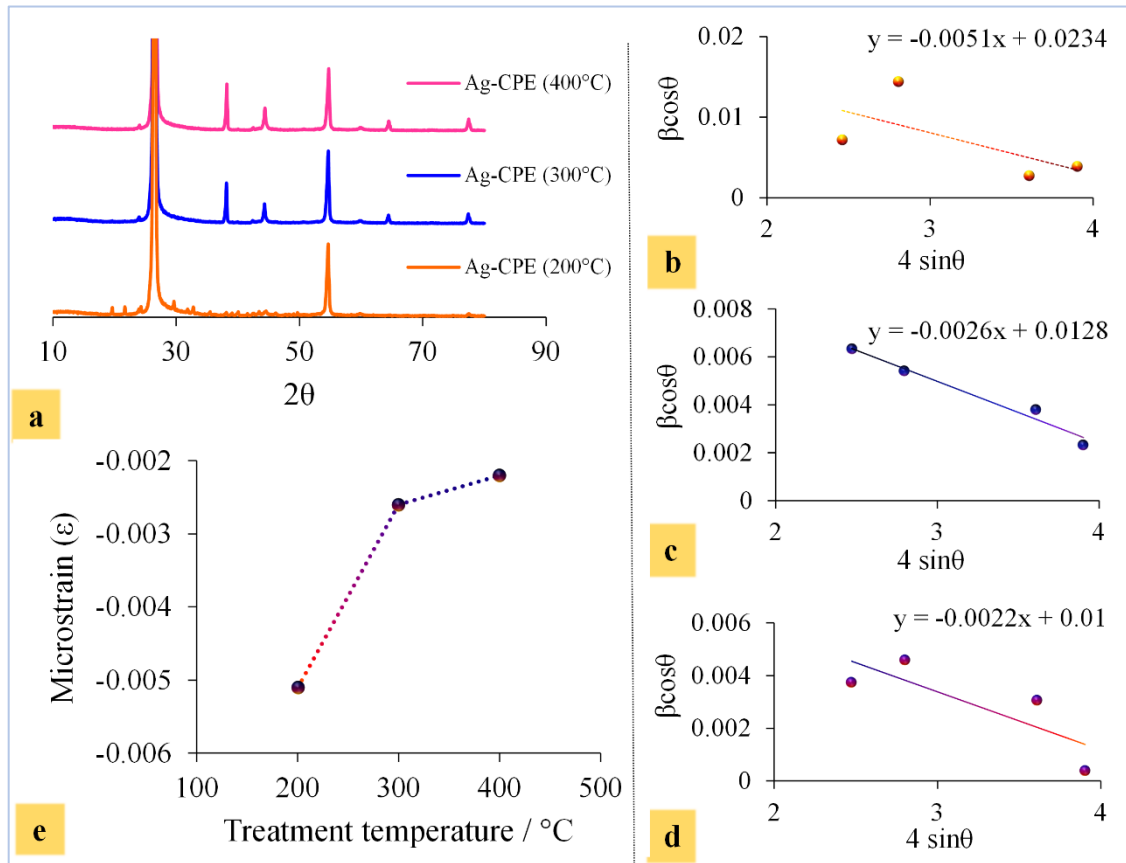 Ag-CPE (400°C)
Ag-CPE (300°C)
Ag-CPE (200°C)
10 30 50 70 90
2θ
a
0.02
0.01
0
y = -0.0051x + 0.0234
βcosθ
2 3 4
4 sinθ
b
0.008
0.006
0.004
0.002
0
y = -0.0026x + 0.0128
βcosθ
2 3 4
4 sinθ
c
0.006
0.004
0.002
0
y = -0.0022x + 0.01
βcosθ
2 3 4
4 sinθ
d
-0.002
-0.003
-0.004
-0.005
-0.006
Microstrain (ε)
100 200 300 400 500
Treatment temperature / °C
e